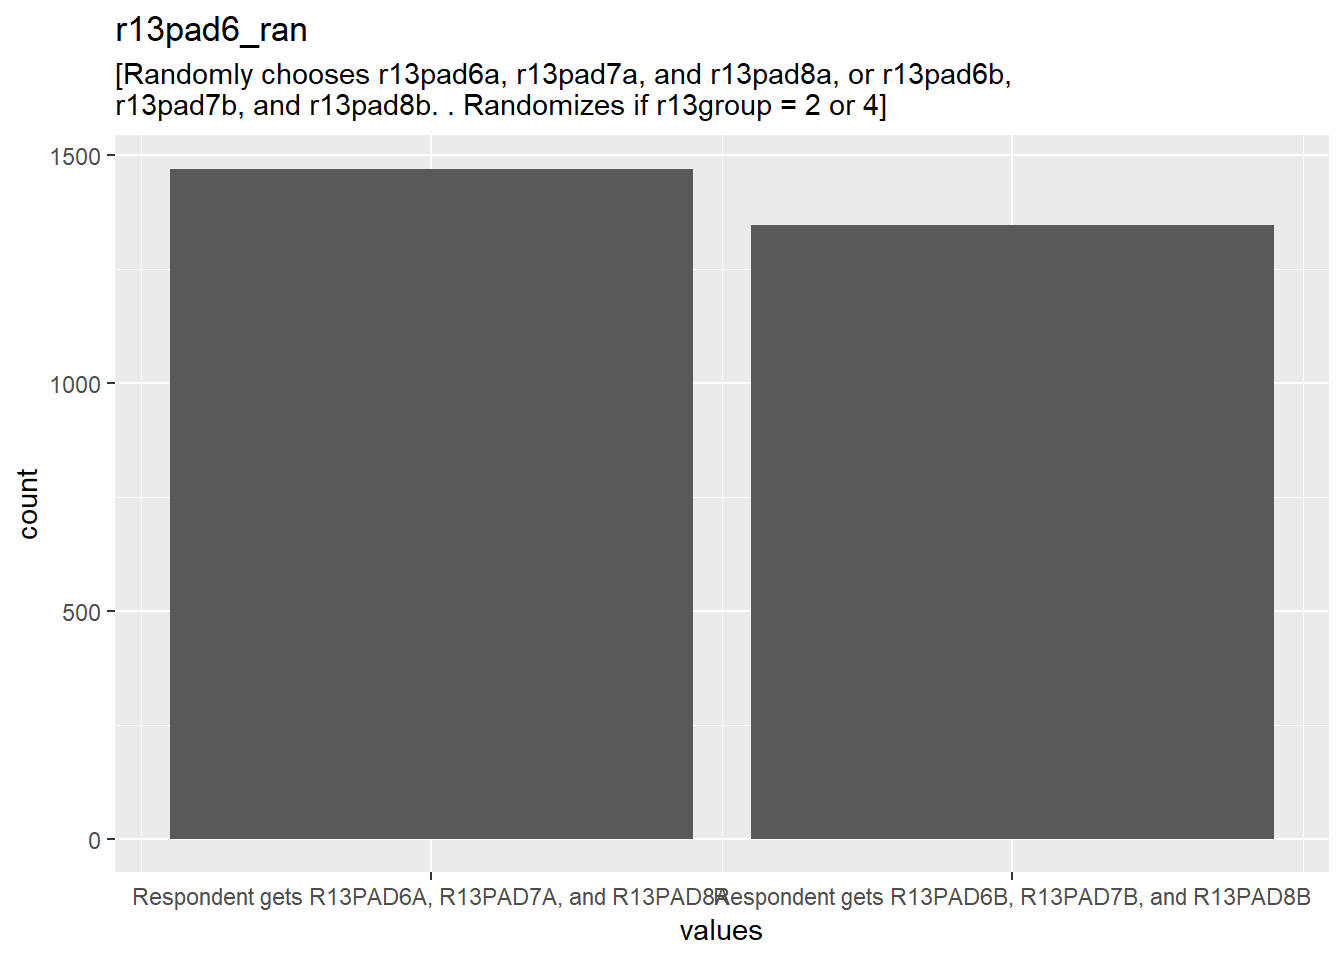 r13pad6_ran
[Randomly chooses r13pad6a, r13pad7a, and r13pad8a, or r13pad6b,
r13pad7b, and r13pad8b. . Randomizes if r13group = 2 or 4]
1500
1000
500
0
count
Respondent gets R13PAD6A, R13PAD7A, and R13PAD8A
Respondent gets R13PAD6B, R13PAD7B, and R13PAD8B
values